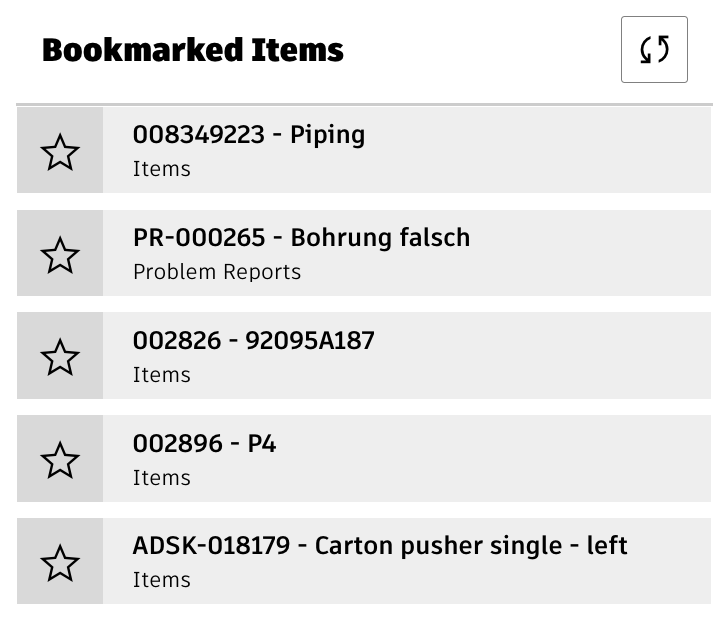 Bookmarked Items
008349223 - Piping
Items
PR-000265 - Bohrung falsch
Problem Reports
002826 - 92095A187
Items
002896 - P4
Items
ADSK-018179 - Carton pusher single - left
Items